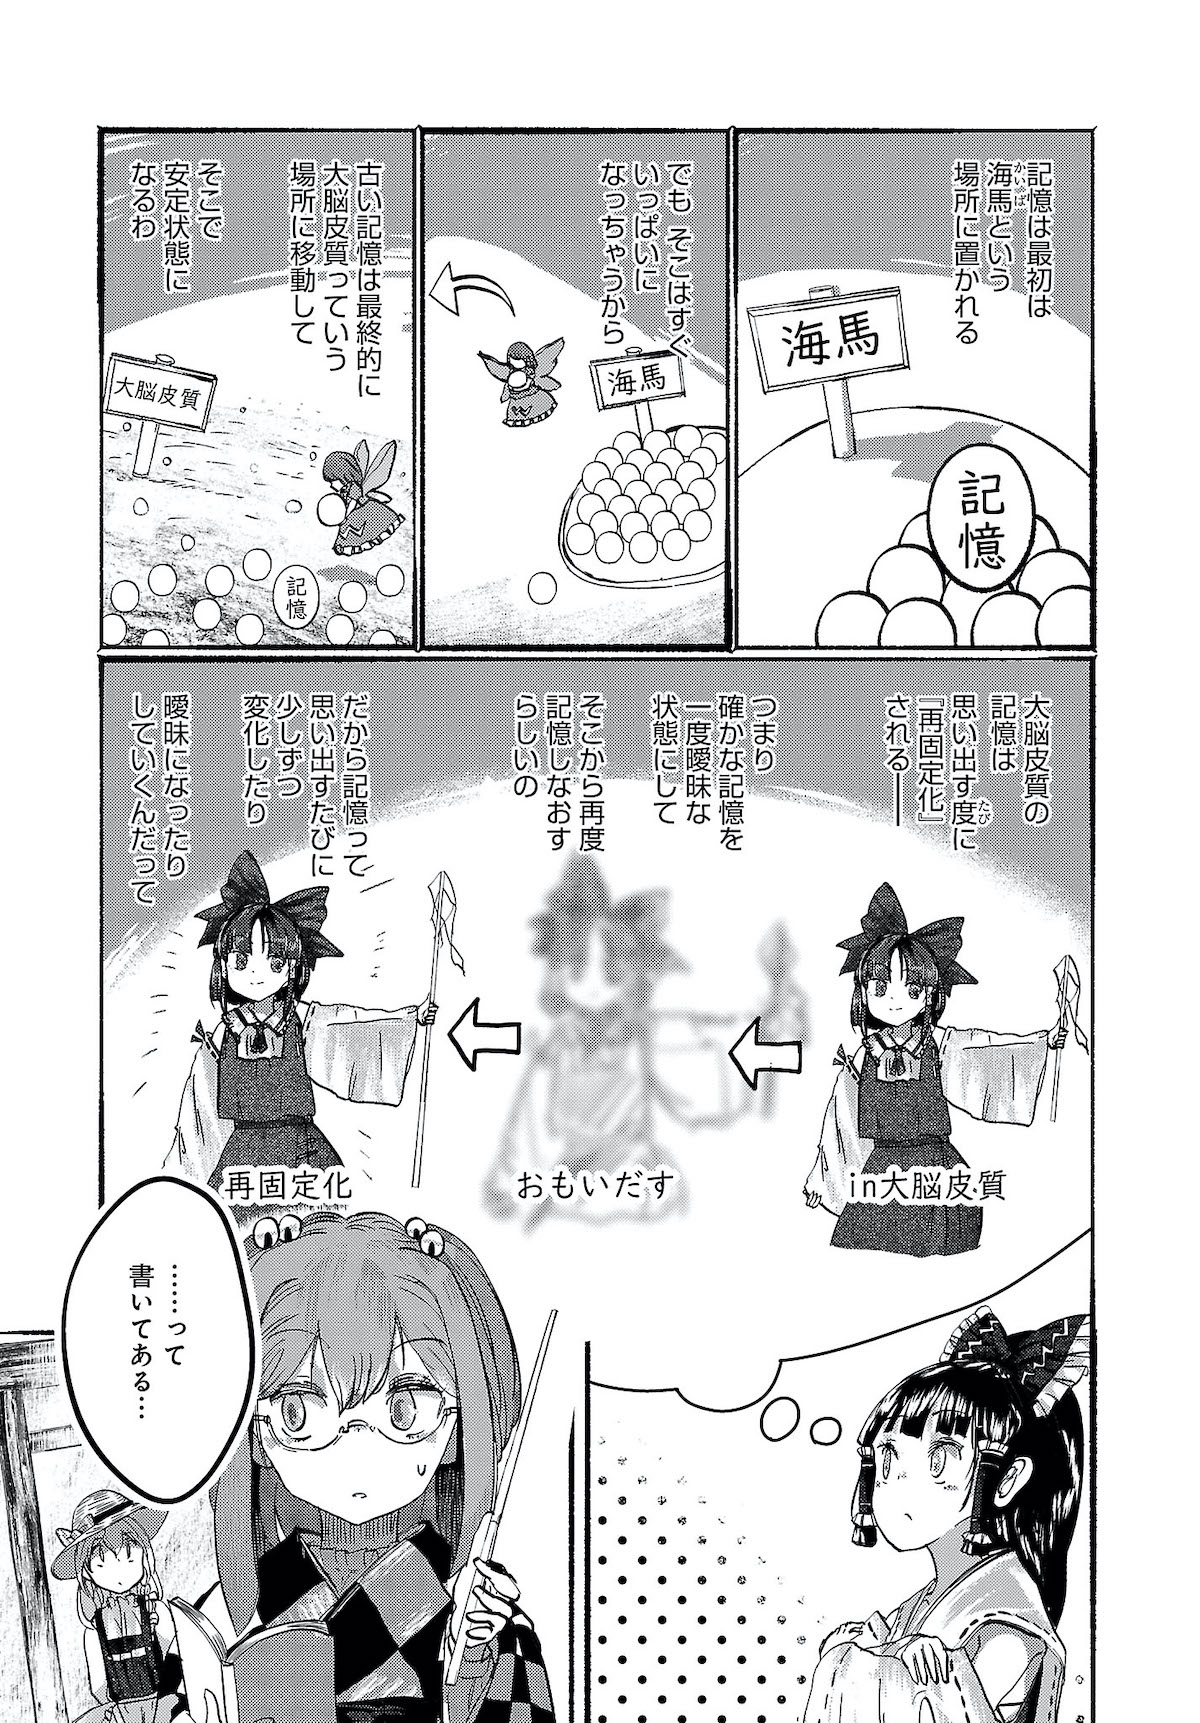 記憶は最初は
海馬という
かいば
場所に置かれる
海馬
記憶
でも そこはすぐ
いっぱいに
なっちゃうから
海馬
古い記憶は最終的に
大脳皮質っていう
場所に移動して
そこで
安定状態に
なるわ
大脳皮質
記憶
大脳皮質の
記憶は
思い出す度に
たび
『再固定化』
される――
つまり
確かな記憶を
一度曖昧な
状態にして
そこから再度
記憶しなおす
らしいの
だから記憶って
思い出すたびに
少しずつ
変化したり
曖昧になったり
していくんだって
in大脳皮質
おもいだす
再固定化
……って
書いてある…